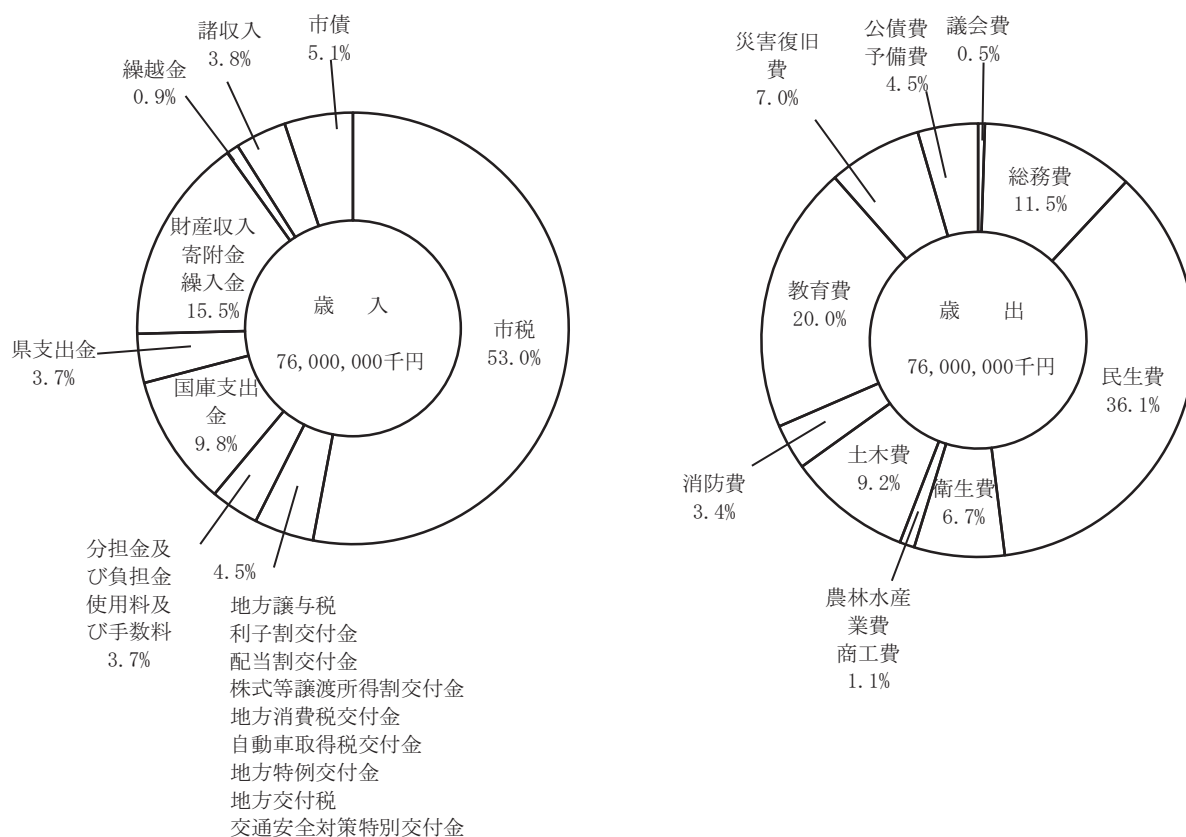 市債
5.1%
諸収入
3.8%
繰越金
0.9%
財産収入
寄附金
繰入金
15.5%
県支出金
3.7%
国庫支出
金
9.8%
分担金及
び負担金
使用料及
び手数料
3.7%
4.5%
地方譲与税
利子割交付金
配当割交付金
株式等譲渡所得割交付金
地方消費税交付金
自動車取得税交付金
地方特例交付金
地方交付税
交通安全対策特別交付金
市税
53.0%
歳 入
76,000,000千円
議会費
0.5%
公債費
予備費
4.5%
災害復旧
費
7.0%
総務費
11.5%
教育費
20.0%
歳 出
76,000,000千円
民生費
36.1%
消防費
3.4%
土木費
9.2%
衛生費
6.7%
農林水産
業費
商工費
1.1%